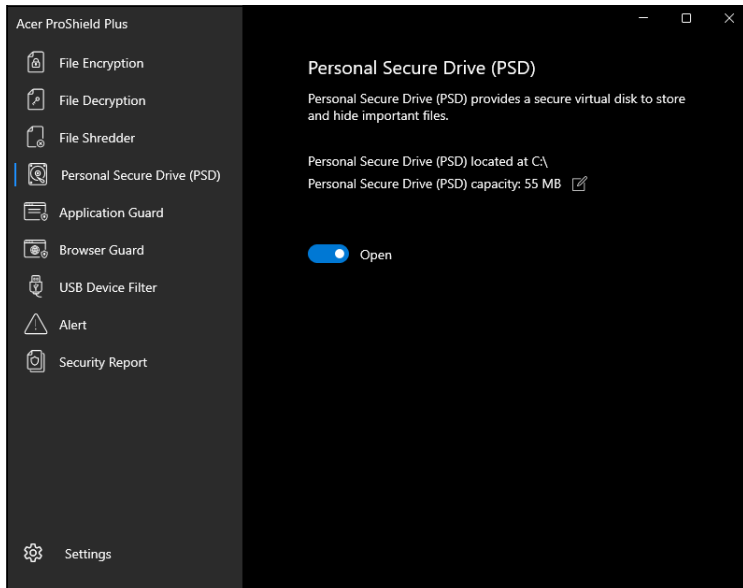 Acer ProShield Plus
File Encryption
File Decryption
File Shredder
Personal Secure Drive (PSD)
Application Guard
Browser Guard
USB Device Filter
Alert
Security Report
Settings
Personal Secure Drive (PSD)
Personal Secure Drive (PSD) provides a secure virtual disk to store
and hide important files.
Personal Secure Drive (PSD) located at C:\
Personal Secure Drive (PSD) capacity: 55 MB
Open